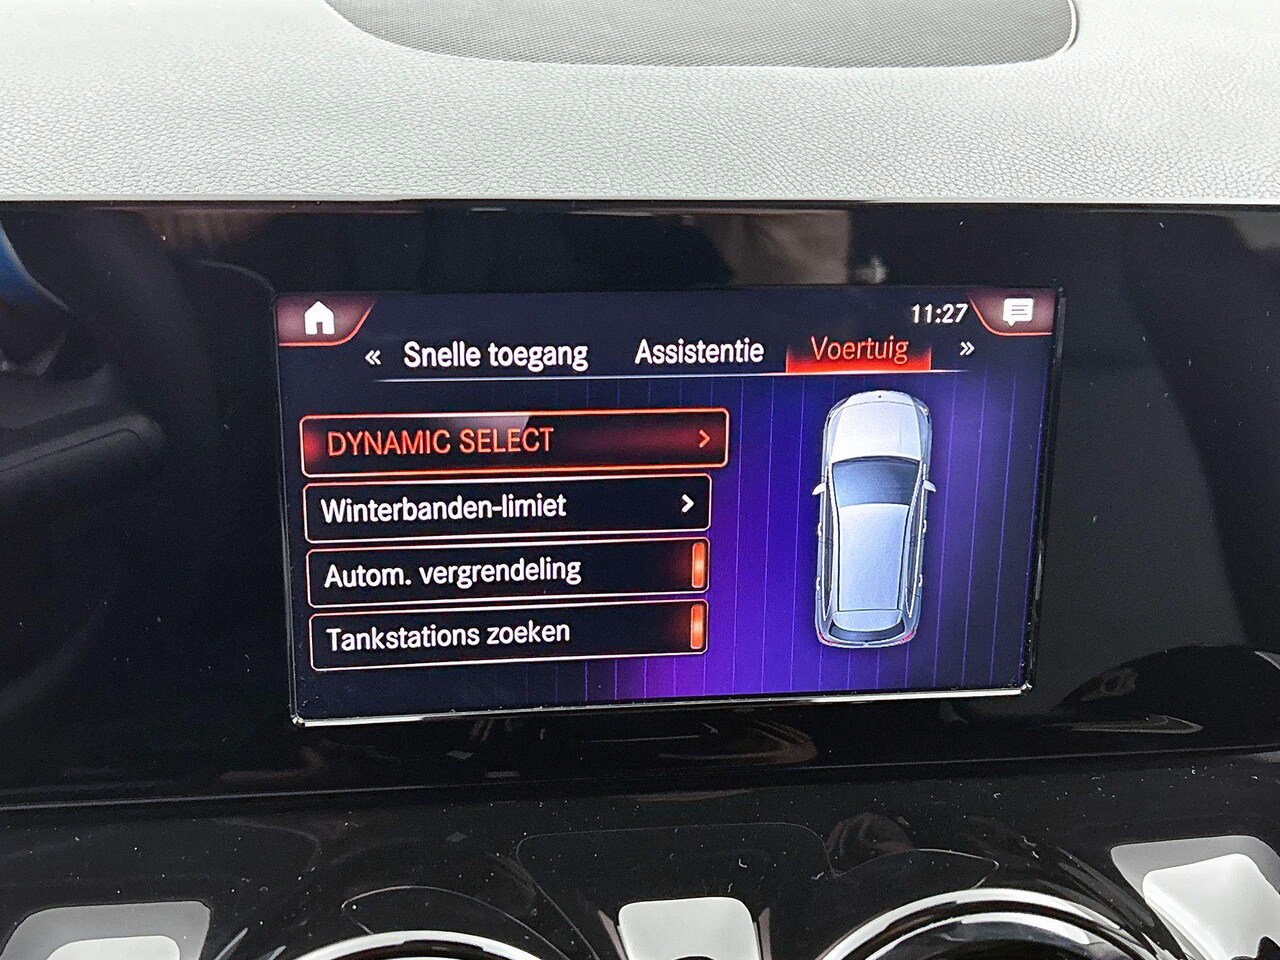 11:27
« Snelle toegang Assistentie Voertuig »
DYNAMIC SELECT >
Winterbanden-limiet >
Autom. vergrendeling
Tankstations zoeken